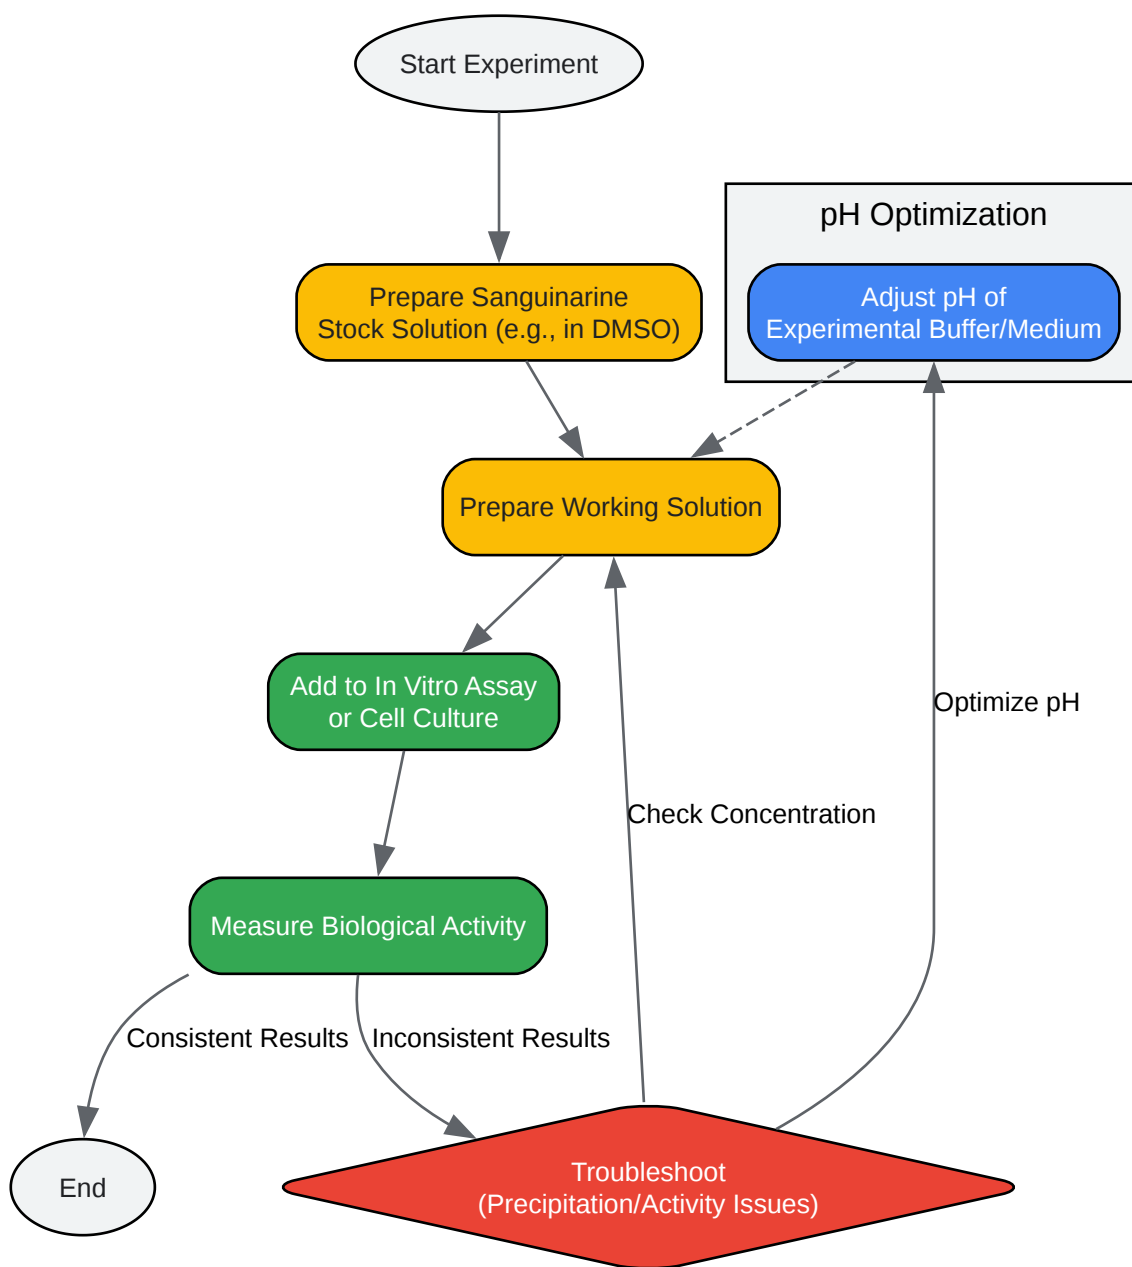 Start Experiment
pH Optimization
Prepare Sanguinarine
Stock Solution (e.g., in DMSO)
Adjust pH of
Experimental Buffer/Medium
Prepare Working Solution
Add to In Vitro Assay
or Cell Culture
Optimize pH
Check Concentration
Measure Biological Activity
Consistent Results
Inconsistent Results
End
Troubleshoot
(Precipitation/Activity Issues)